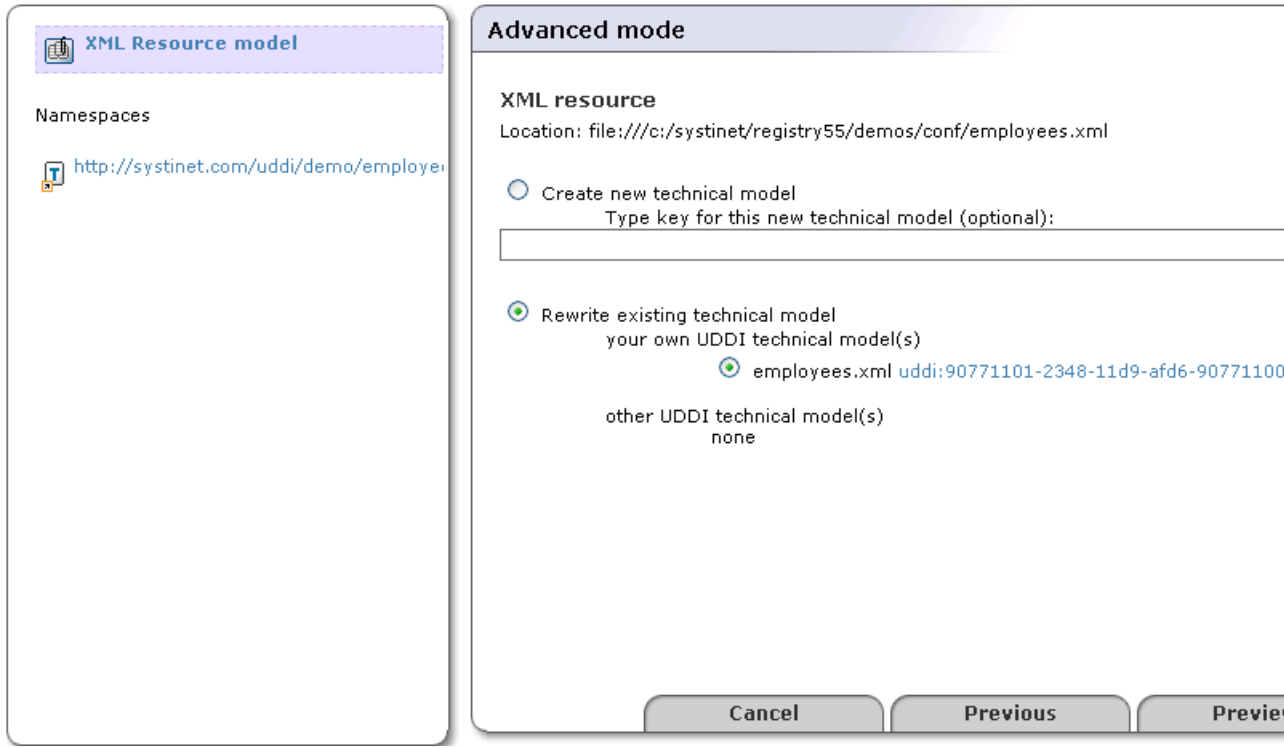 XML Resource model
Namespaces
http://systinet.com/uddi/demo/employe
Advanced mode
XML resource
Location: file:///c:/systinet/registry55/demos/conf/employees.xml
Create new technical model
Type key for this new technical model (optional):
Rewrite existing technical model
your own UDDI technical model(s)
employees.xml uddi:90771101-2348-11d9-afd6-90771100
other UDDI technical model(s)
none
Cancel
Previous
Previe